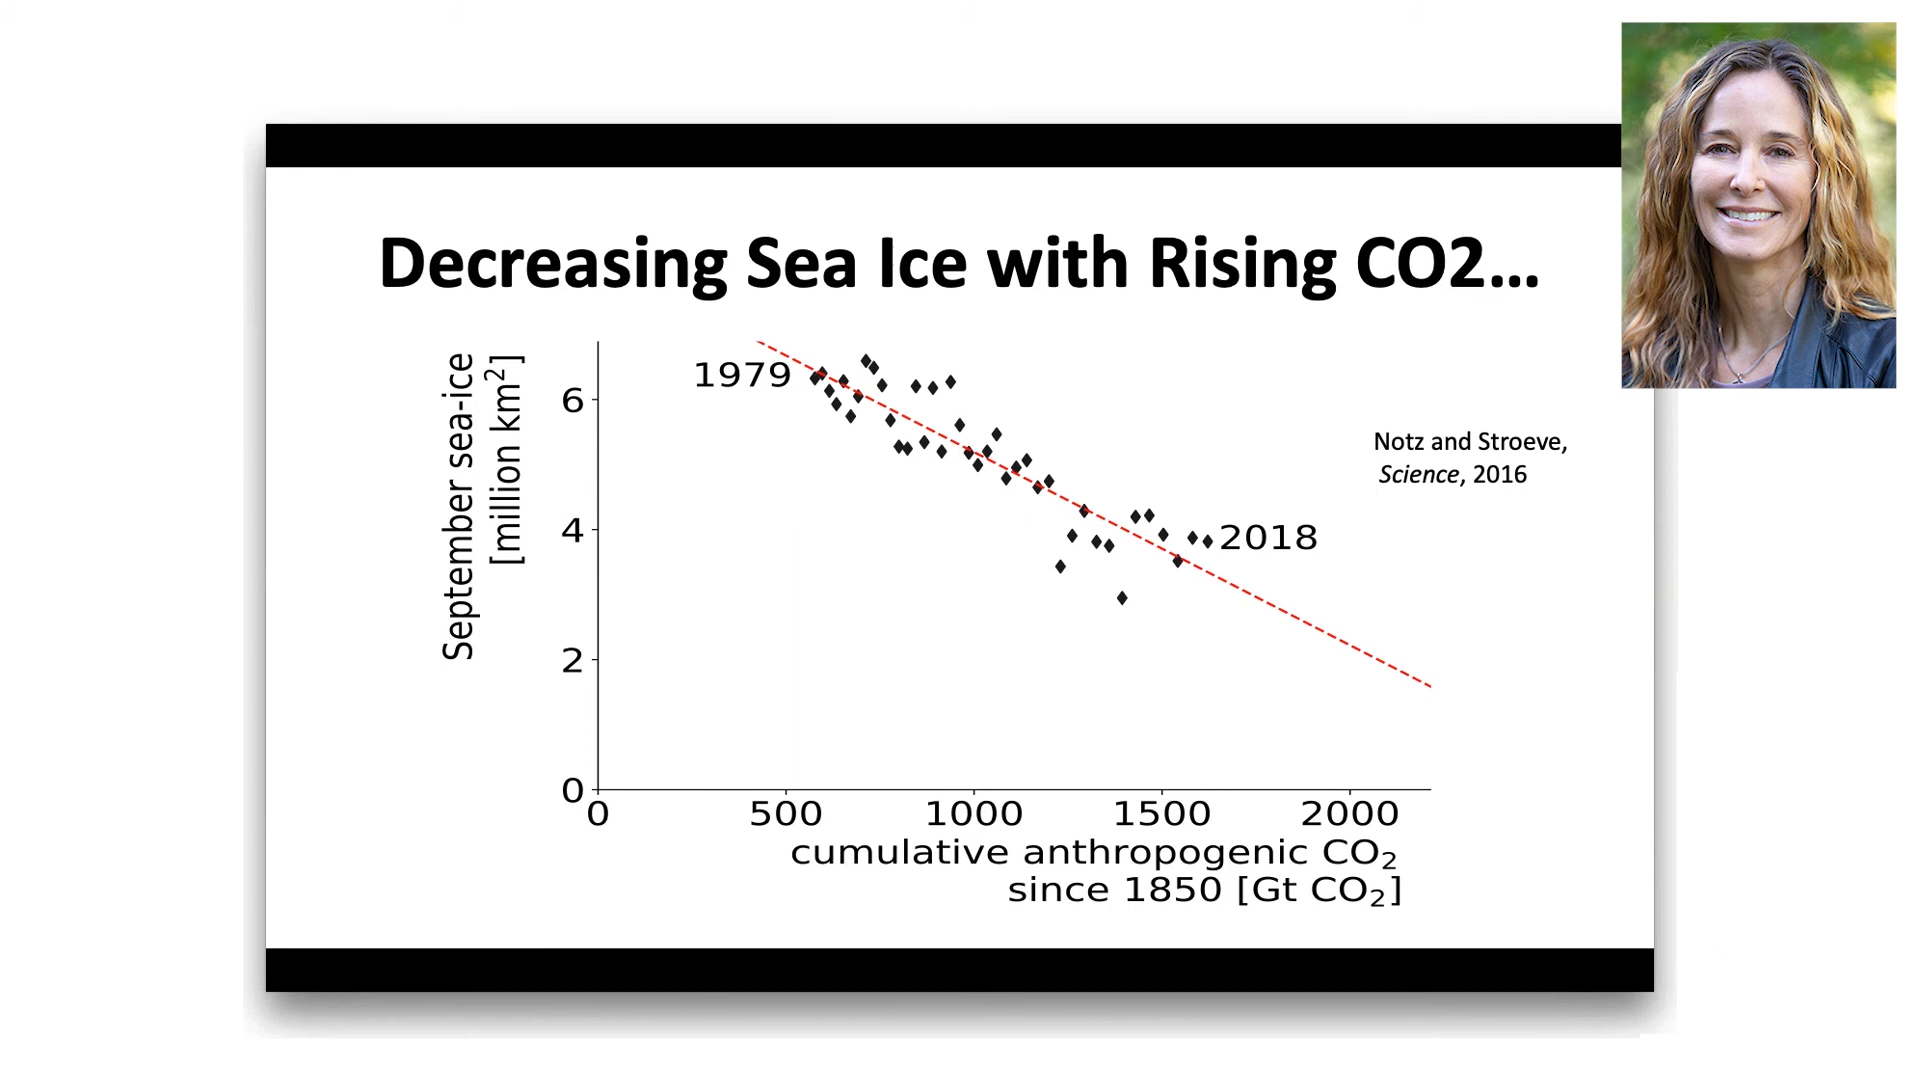 Decreasing Sea Ice with Rising CO2...
September sea-ice
[million km²]
6
4
2
0
1979
2018
Notz and Stroeve,
Science, 2016
0 500 1000 1500 2000
cumulative anthropogenic CO₂
since 1850 [Gt CO₂]